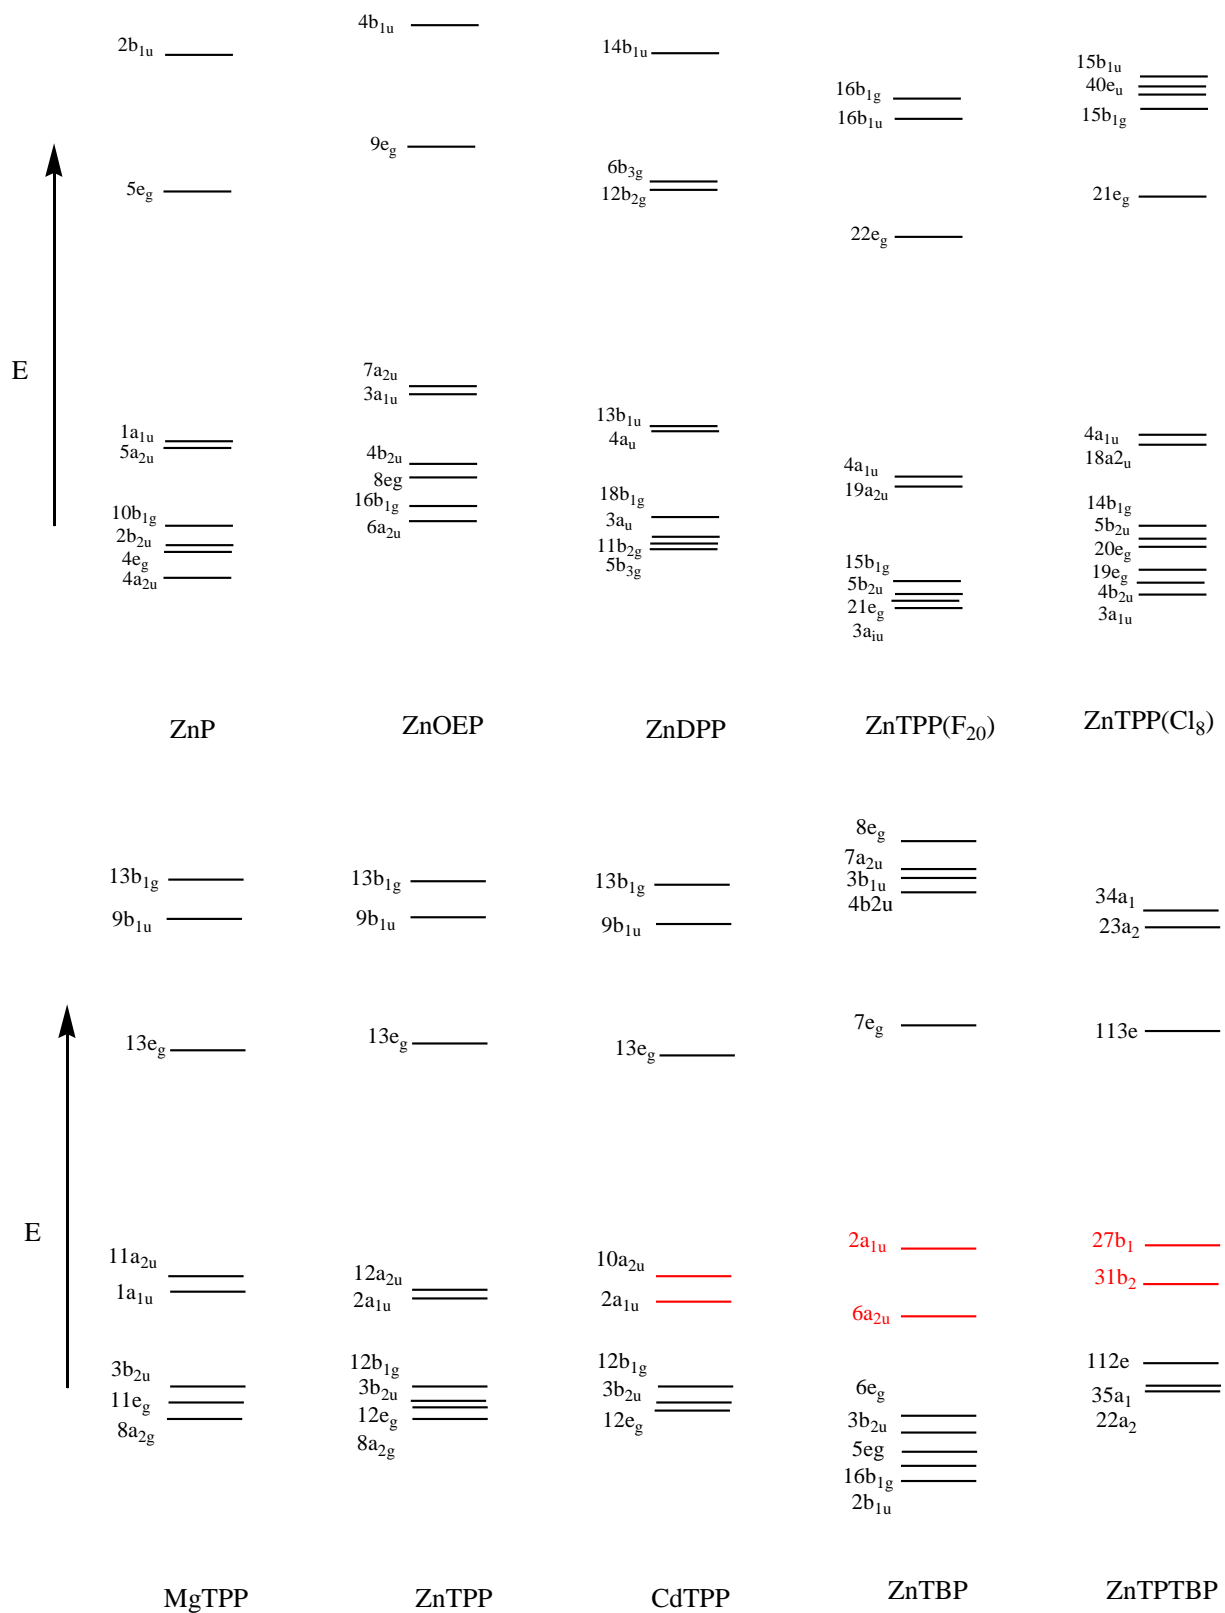 2b1u
5eg
E
1a1u
5a2u
10b1g
2b2u
4eg
4a2u
ZnP
4b1u
9eg
7a2u
3a1u
4b2u
8eg
16b1g
6a2u
ZnOEP
14b1u
6b3g
12b2g
13b1u
4au
18b1g
3au
11b2g
5b3g
ZnDPP
16b1g
16b1u
22eg
4a1u
19a2u
15b1g
5b2u
21eg
3aiu
ZnTPP(F20)
15b1u
40eu
15b1g
21eg
4a1u
18a2u
14b1g
5b2u
20eg
19eg
4b2u
3a1u
ZnTPP(Cl8)
13b1g
9b1u
13eg
E
11a2u
1a1u
3b2u
11eg
8a2g
MgTPP
13b1g
9b1u
13eg
12a2u
2a1u
12b1g
3b2u
12eg
8a2g
ZnTPP
13b1g
9b1u
13eg
10a2u
2a1u
12b1g
3b2u
12eg
CdTPP
8eg
7a2u
3b1u
4b2u
7eg
2a1u
6a2u
6eg
3b2u
5eg
16b1g
2b1u
ZnTBP
34a1
23a2
113e
27b1
31b2
112e
35a1
22a2
ZnTPTBP